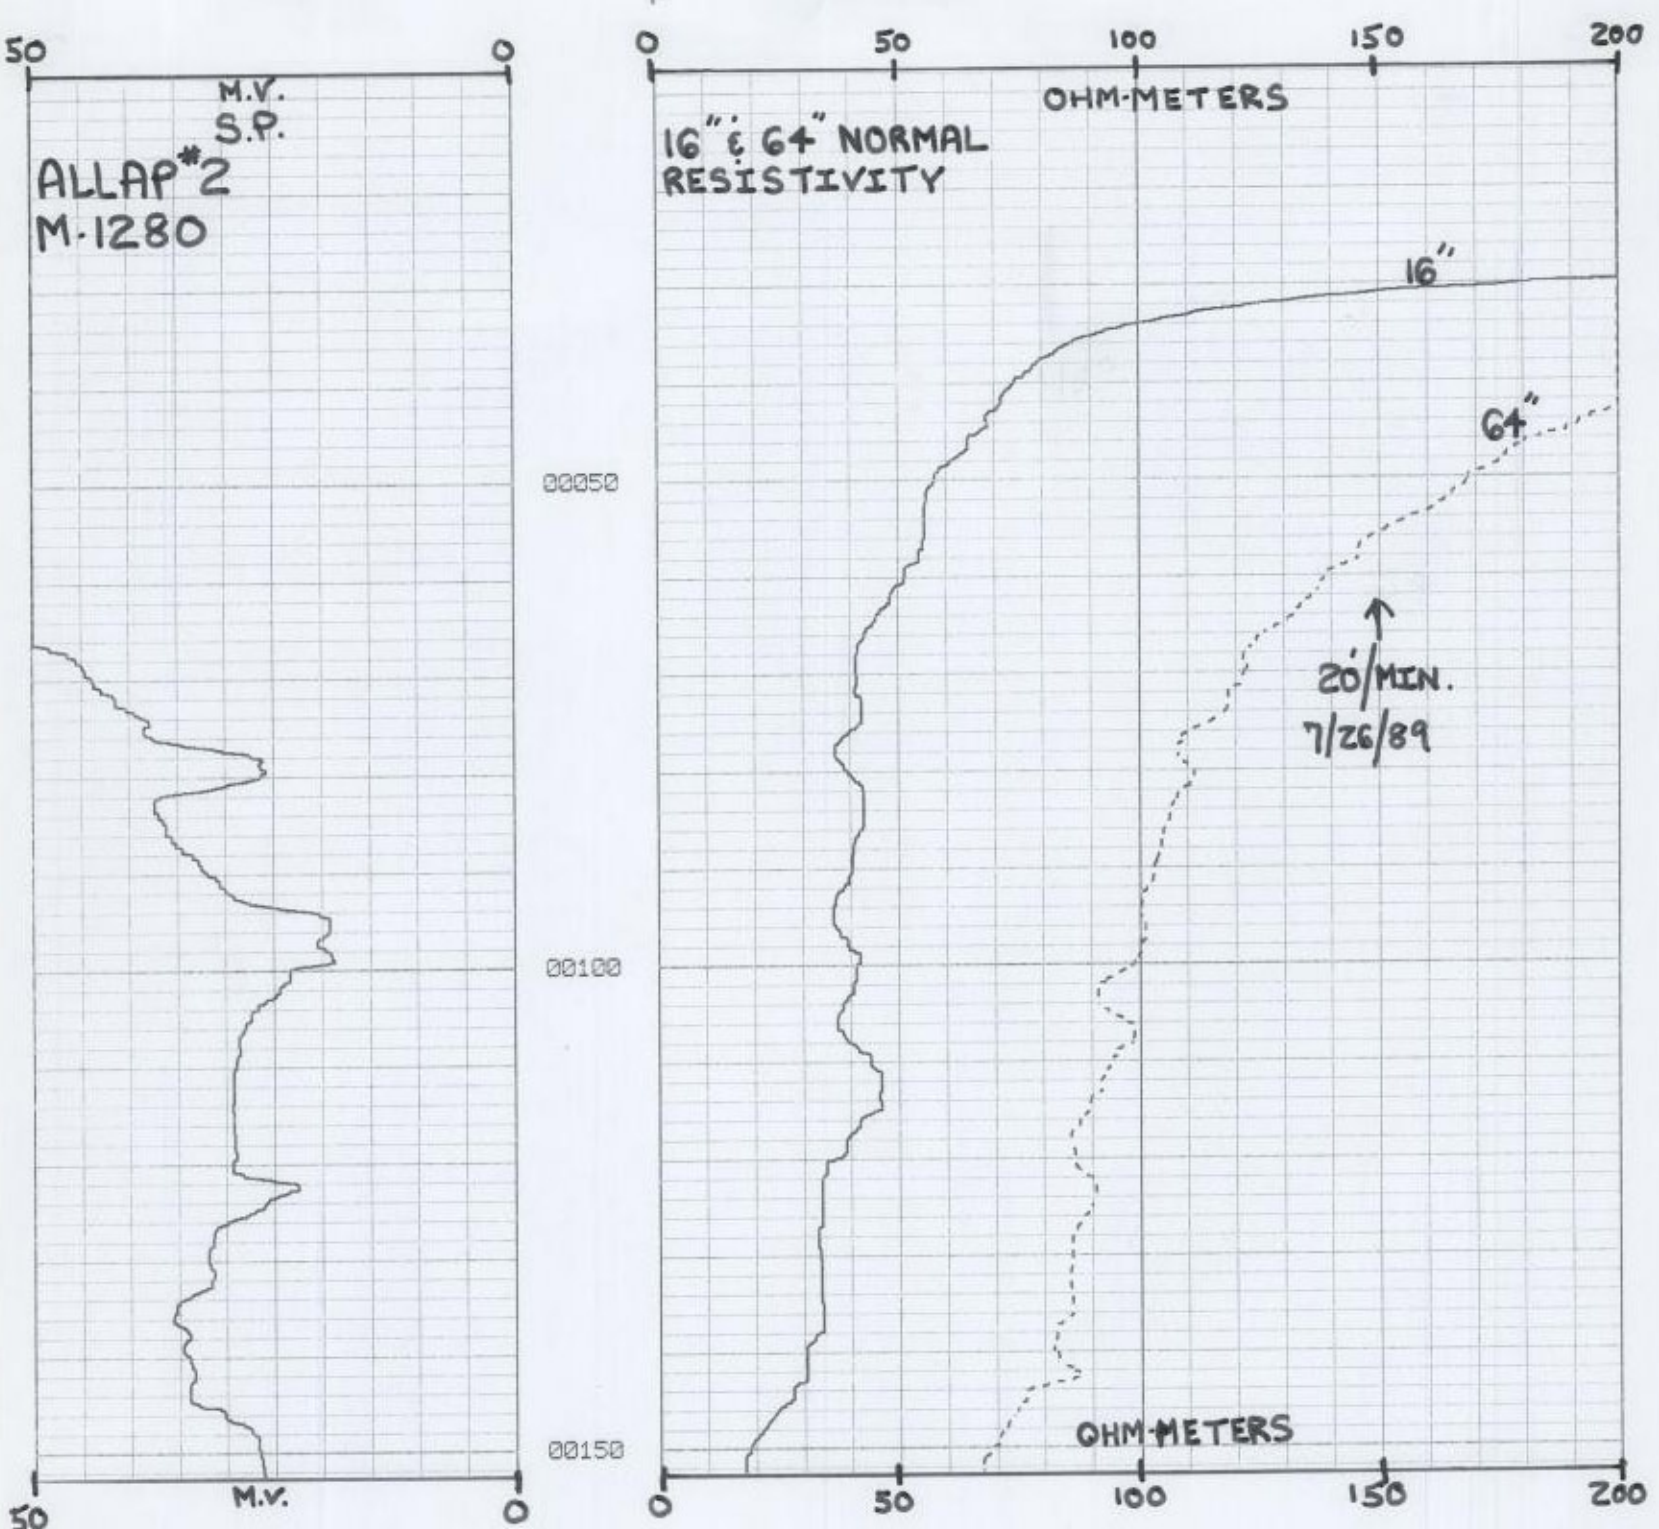 50 0
M.V.
S.P.
ALLAP #2
M-1280
0 50 100 150 200
OHM-METERS
16" & 64" NORMAL
RESISTIVITY
16"
64"
00050
20'/MIN.
7/26/89
00100
00150
OHM-METERS
50 M.V. 0
0 50 100 150 200